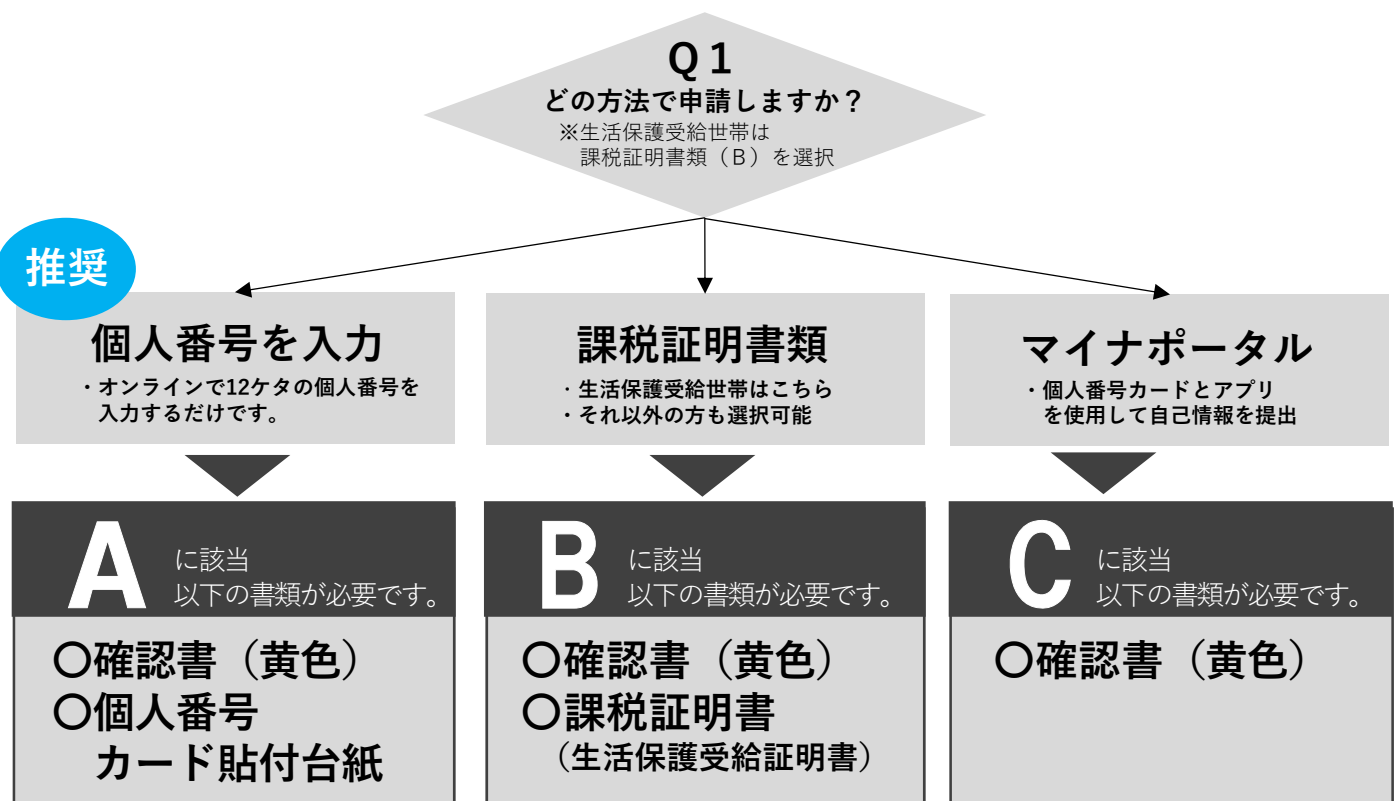 Q1
どの方法で申請しますか？
※生活保護受給世帯は
課税証明書類（B）を選択
推奨
個人番号を入力
・オンラインで12ケタの個人番号を
入力するだけです。
課税証明書類
・生活保護受給世帯はこちら
・それ以外の方も選択可能
マイナポータル
・個人番号カードとアプリ
を使用して自己情報を提出
A
に該当
以下の書類が必要です。
〇確認書（黄色）
〇個人番号
カード貼付台紙
B
に該当
以下の書類が必要です。
〇確認書（黄色）
〇課税証明書
（生活保護受給証明書）
C
に該当
以下の書類が必要です。
〇確認書（黄色）